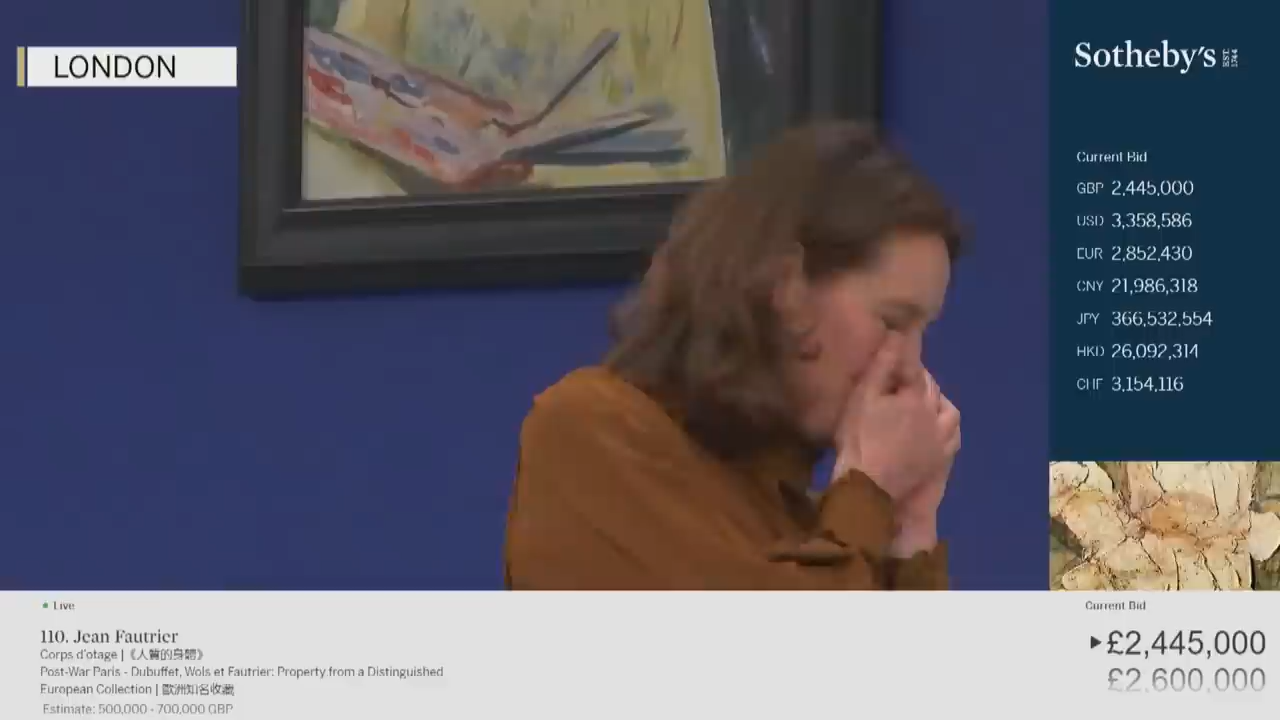 LONDON
Sotheby's EST. 1744
Current Bid
GBP 2,445,000
USD 3,358,586
EUR 2,852,430
CNY 21,986,318
JPY 366,532,554
HKD 26,092,314
CHF 3,154,116
Live
110. Jean Fautrier
Corps d'otage | 《人質的身體》
Post-War Paris - Dubuffet, Wols et Fautrier: Property from a Distinguished
European Collection | 歐洲知名收藏
Estimate: 500,000 - 700,000 GBP
Current Bid
£2,445,000
£2,600,000